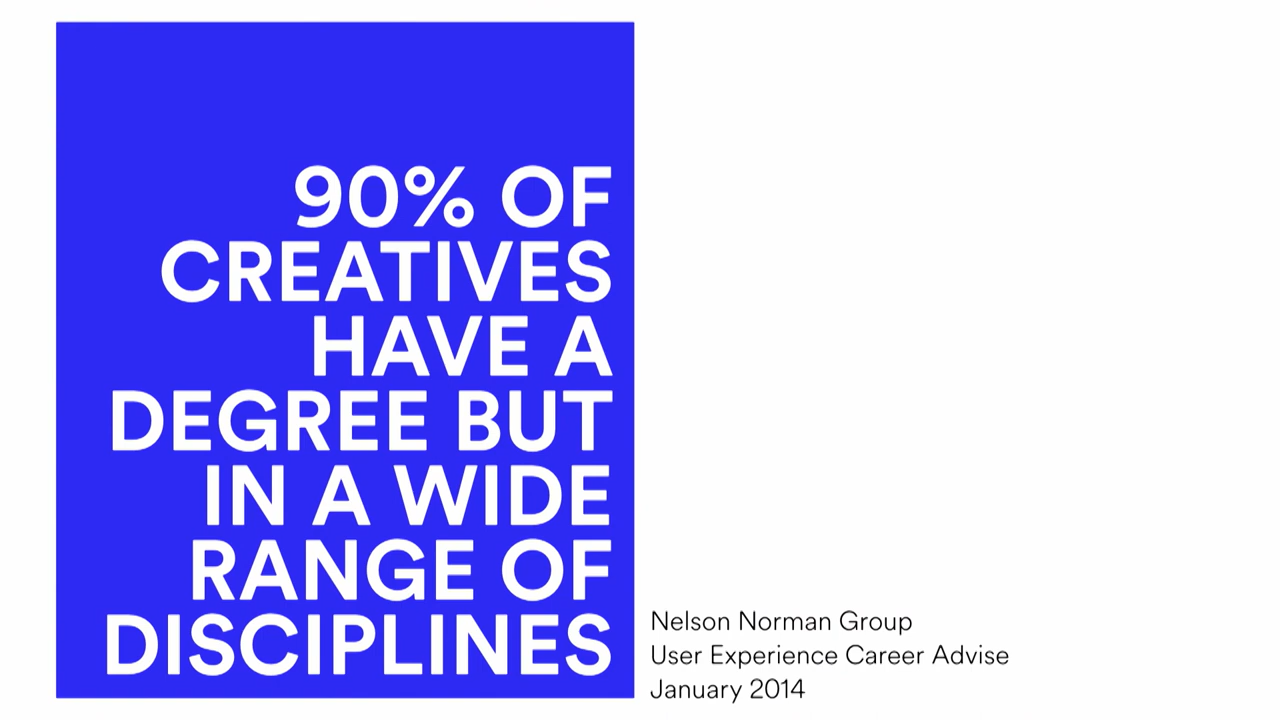 90% OF
CREATIVES
HAVE A
DEGREE BUT
IN A WIDE
RANGE OF
DISCIPLINES
Nelson Norman Group
User Experience Career Advise
January 2014